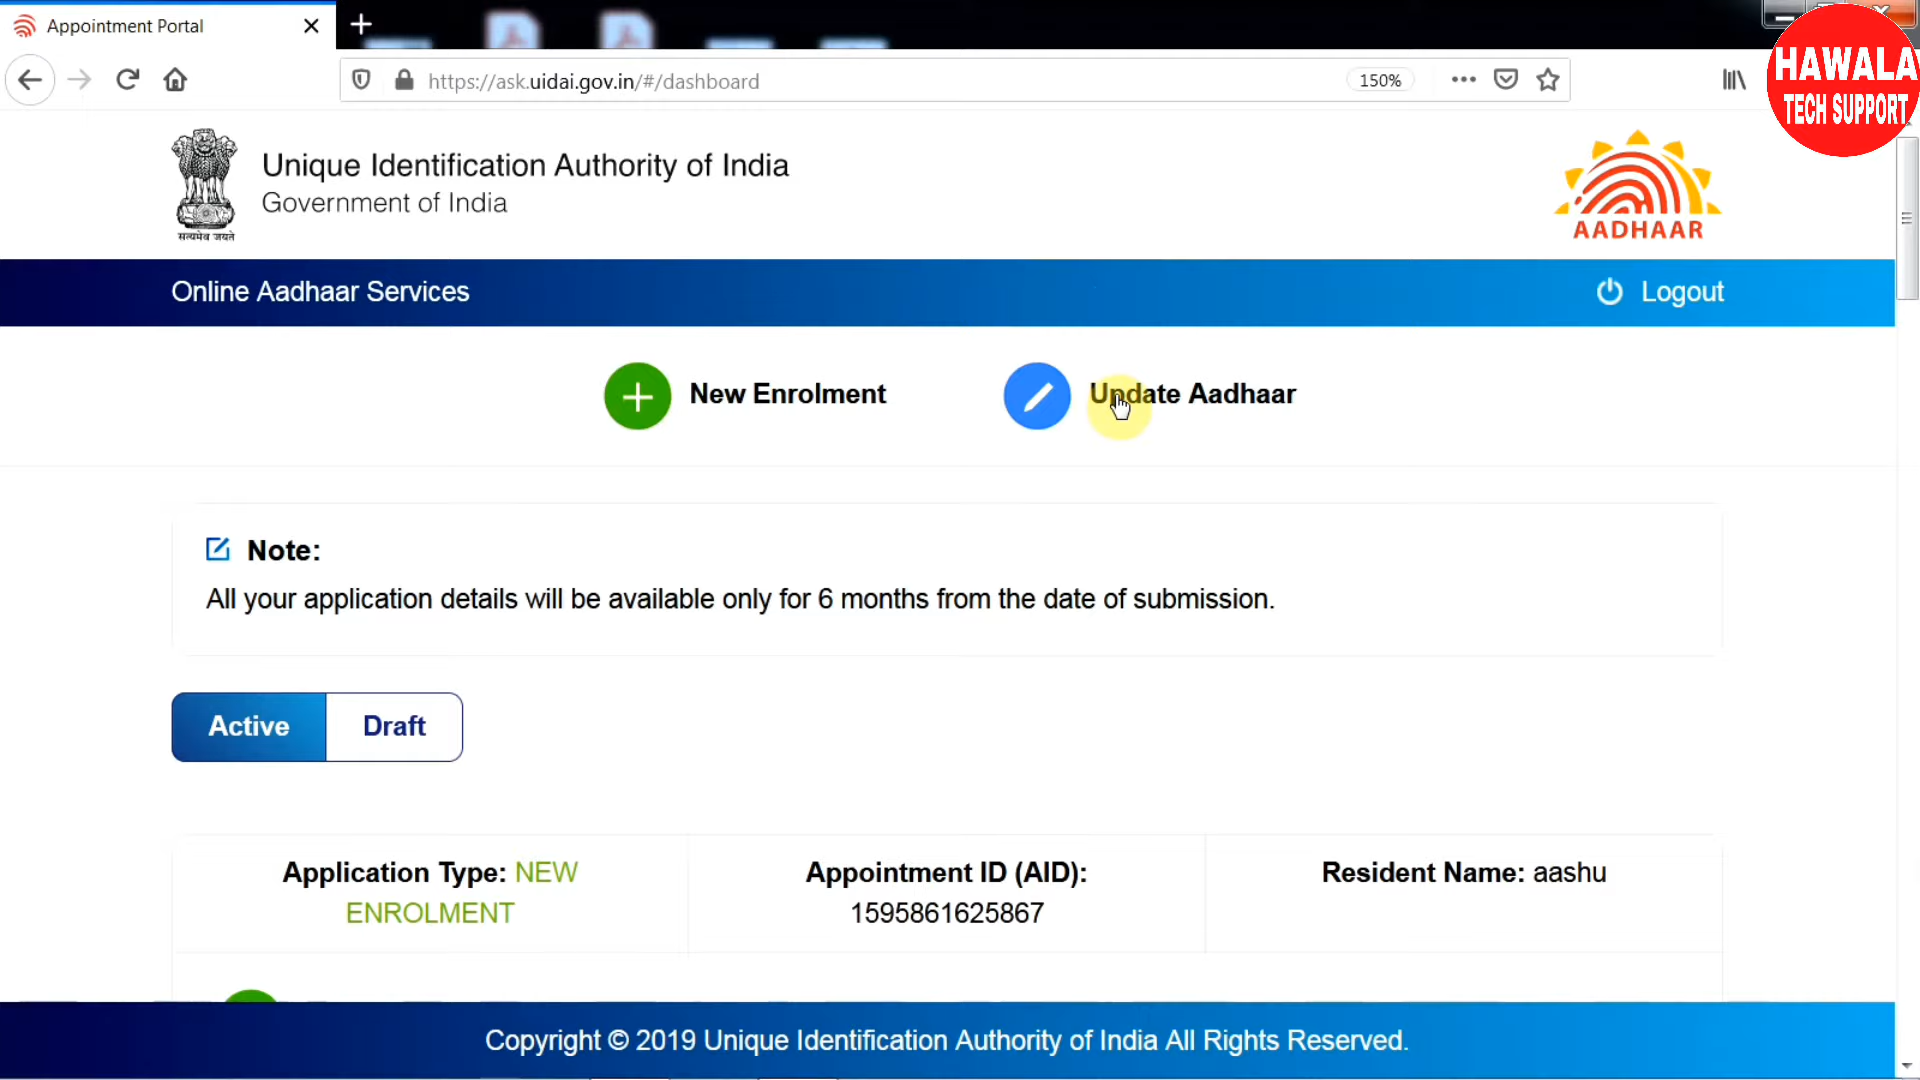 Appointment Portal
https://ask.uidai.gov.in/#/dashboard
150%
HAWALA
TECH SUPPORT
सत्यमेव जयते
Unique Identification Authority of India
Government of India
AADHAAR
Online Aadhaar Services
Logout
New Enrolment
Update Aadhaar
Note:
All your application details will be available only for 6 months from the date of submission.
Active
Draft
Application Type: NEW
ENROLMENT
Appointment ID (AID):
1595861625867
Resident Name: aashu
Copyright © 2019 Unique Identification Authority of India All Rights Reserved.